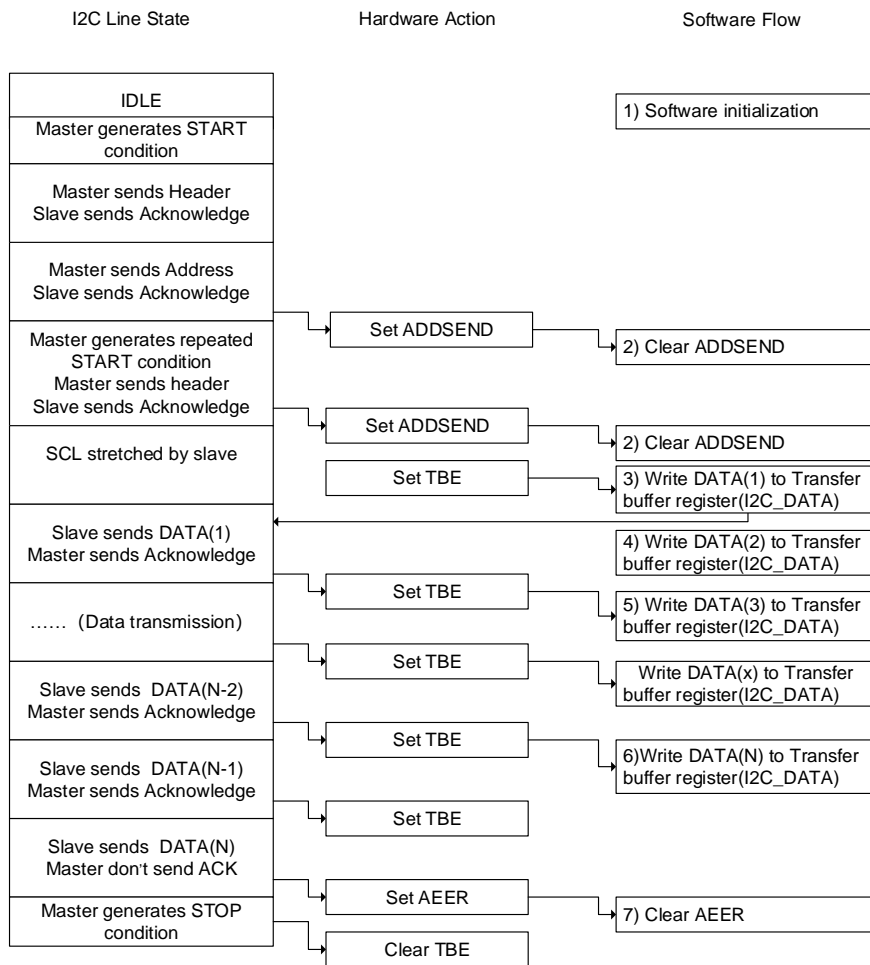 I2C Line State
Hardware Action
Software Flow
IDLE
1) Software initialization
Master generates START
condition
Master sends Header
Slave sends Acknowledge
Master sends Address
Slave sends Acknowledge
Set ADDSEND
2) Clear ADDSEND
Master generates repeated
START condition
Master sends header
Slave sends Acknowledge
Set ADDSEND
2) Clear ADDSEND
SCL stretched by slave
Set TBE
3) Write DATA(1) to Transfer
buffer register(I2C_DATA)
Slave sends DATA(1)
Master sends Acknowledge
4) Write DATA(2) to Transfer
buffer register(I2C_DATA)
Set TBE
5) Write DATA(3) to Transfer
buffer register(I2C_DATA)
…… (Data transmission)
Set TBE
Write DATA(x) to Transfer
buffer register(I2C_DATA)
Slave sends DATA(N-2)
Master sends Acknowledge
Set TBE
6)Write DATA(N) to Transfer
buffer register(I2C_DATA)
Slave sends DATA(N-1)
Master sends Acknowledge
Set TBE
Slave sends DATA(N)
Master don't send ACK
Set AEER
7) Clear AEER
Master generates STOP
condition
Clear TBE